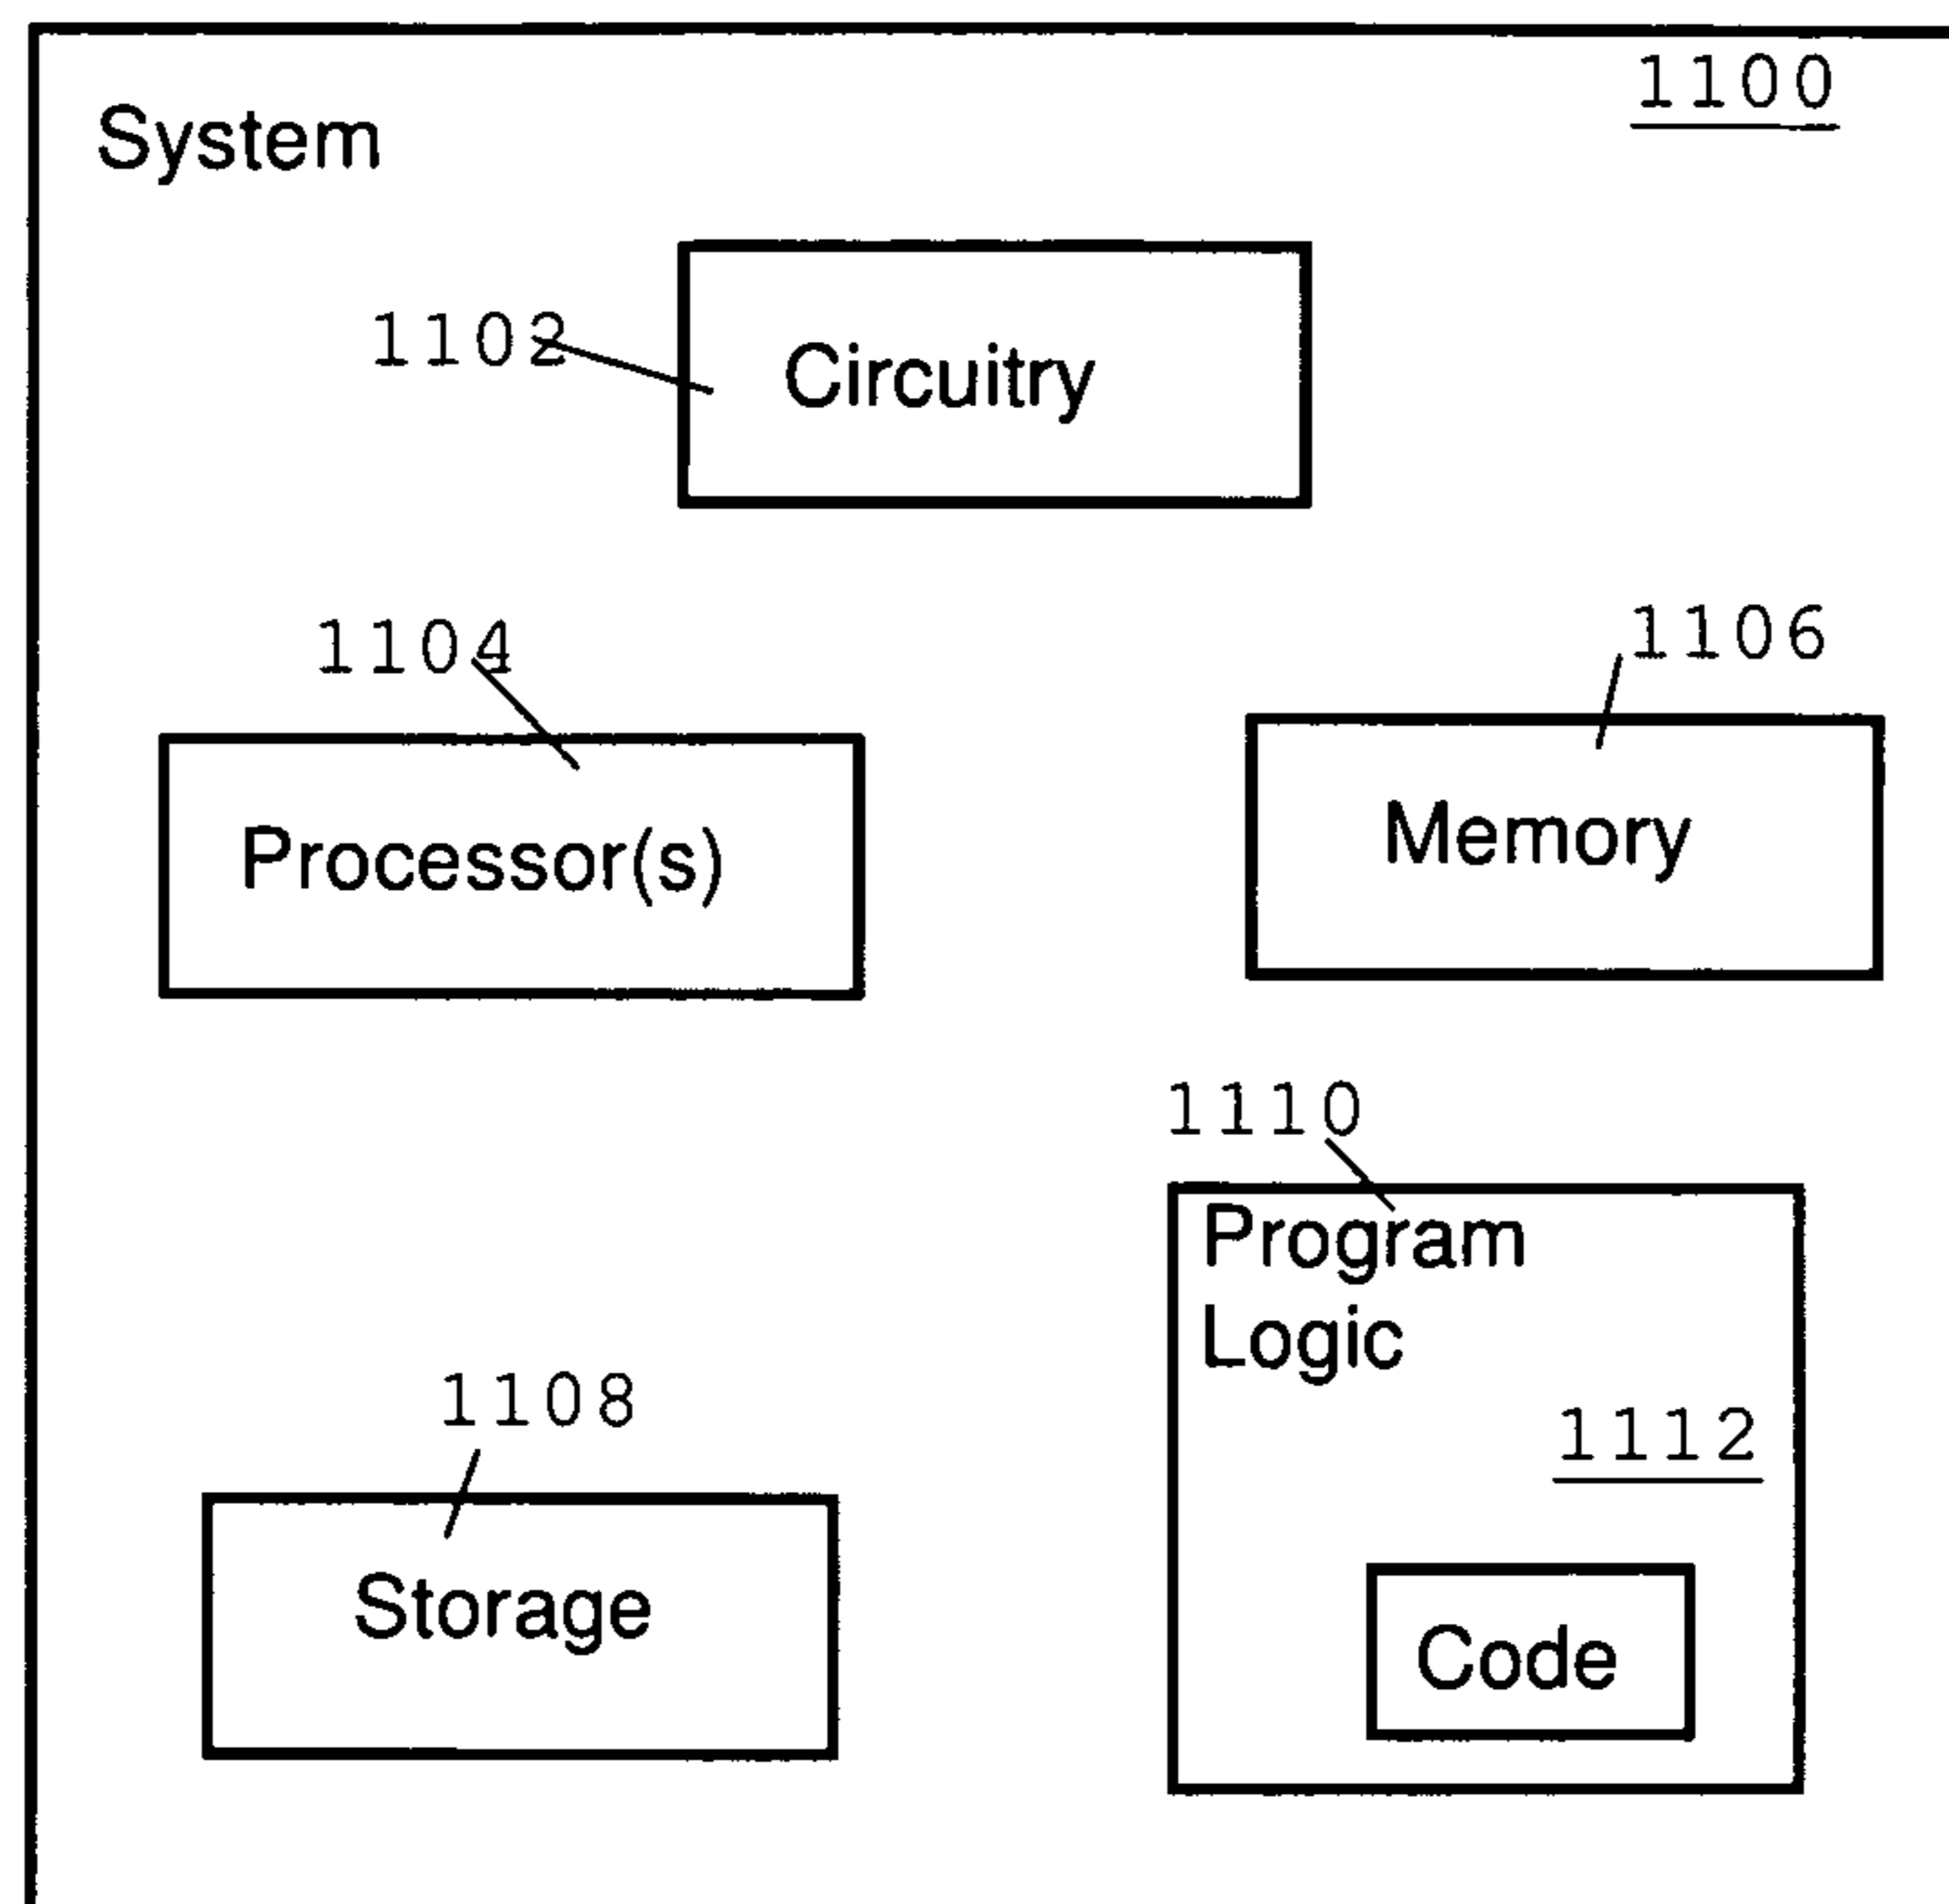 1100
System
1102
Circuitry
1104
1106
Processor(s)
Memory
1110
Program
Logic
1108
1112
Storage
Code